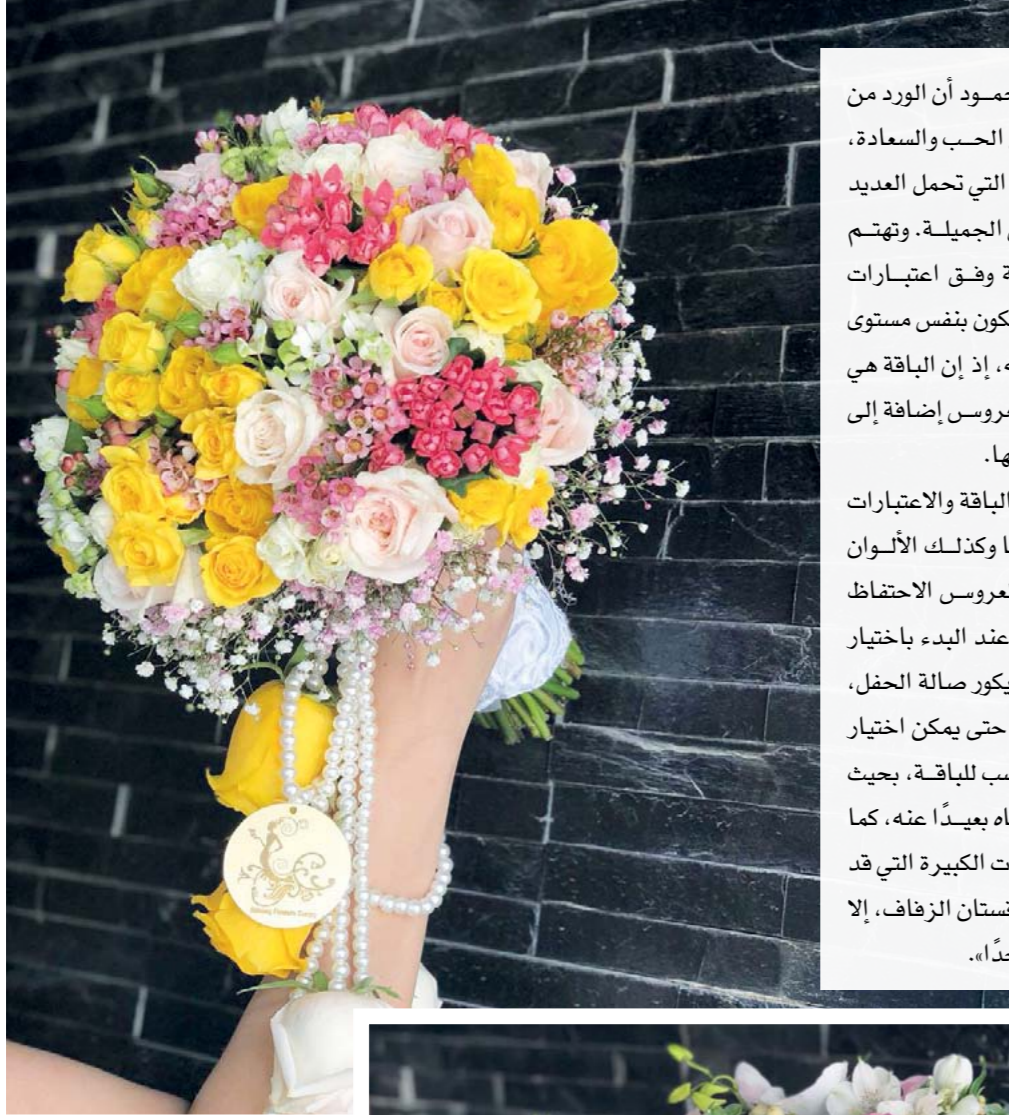 حمـود أن الورد من
الحـب والسعادة،
التي تحمل العديد
الجميلـة. وتهتـم
وفـق اعتبـارات
كون بنفس مستوى
ه، إذ إن الباقة هي
عروس إضافة إلى
ها.
الباقة والاعتبارات
ا وكذلـك الألـوان
لعروس الاحتفاظ
عند البدء باختيار
يكور صالة الحفل،
حتى يمكن اختيار
سب للباقـة، بحيث
اه بعيـدًا عنه، كما
ت الكبيرة التي قد
فستان الزفاف، إلا
جدًا».